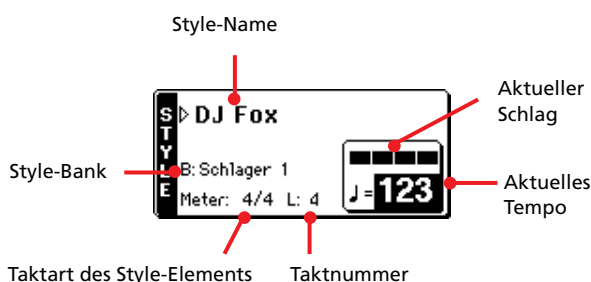 Style-Name
Aktueller
Schlag
STYLE
DJ Fox
Style-Bank
B: Schlager 1
Meter: 4/4 L: 4
♩=123
Aktuelles
Tempo
Taktart des Style-Elements
Taktnummer